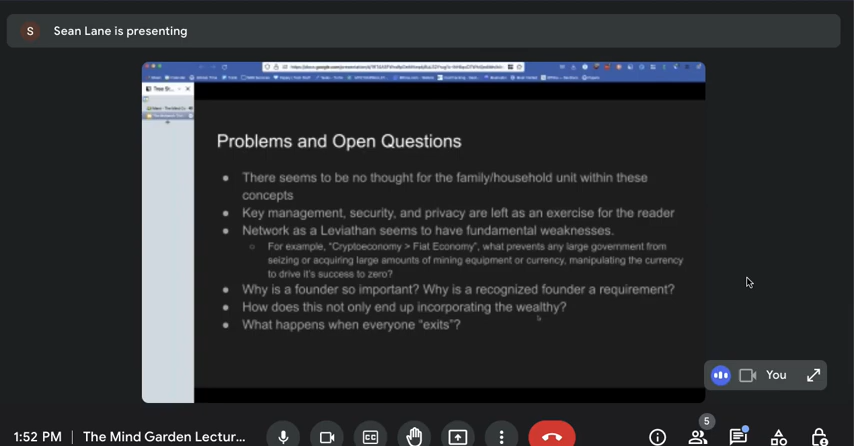 S Sean Lane is presenting
Problems and Open Questions
• There seems to be no thought for the family/household unit within these
concepts
• Key management, security, and privacy are left as an exercise for the reader
• Network as a Leviathan seems to have fundamental weaknesses.
○ For example, "Cryptoeconomy > Fiat Economy", what prevents any large government from
seizing or acquiring large amounts of mining equipment or currency, manipulating the currency
to drive it's success to zero?
• Why is a founder so important? Why is a recognized founder a requirement?
• How does this not only end up incorporating the wealthy?
• What happens when everyone "exits"?
You
5
1:52 PM | The Mind Garden Lectur...